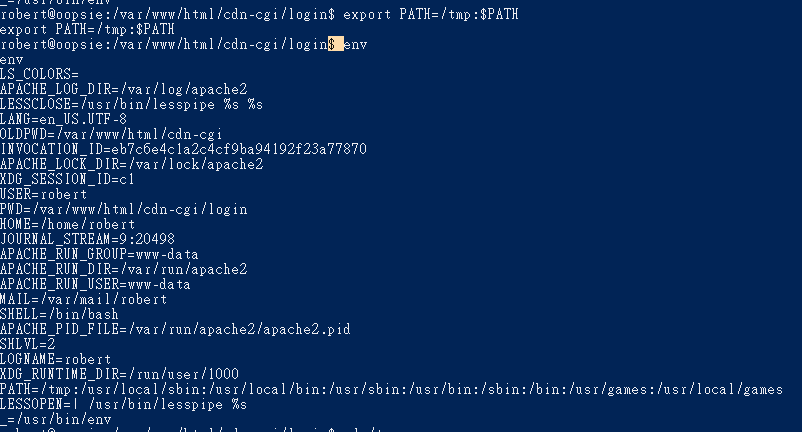 _=/usr/bin/env
robert@oopsie:/var/www/html/cdn-cgi/login$ export PATH=/tmp:$PATH
export PATH=/tmp:$PATH
robert@oopsie:/var/www/html/cdn-cgi/login$ env
env
LS_COLORS=
APACHE_LOG_DIR=/var/log/apache2
LESSCLOSE=/usr/bin/lesspipe %s %s
LANG=en_US.UTF-8
OLDPWD=/var/www/html/cdn-cgi
INVOCATION_ID=eb7c6e4c1a2c4cf9ba94192f23a77870
APACHE_LOCK_DIR=/var/lock/apache2
XDG_SESSION_ID=c1
USER=robert
PWD=/var/www/html/cdn-cgi/login
HOME=/home/robert
JOURNAL_STREAM=9:20498
APACHE_RUN_GROUP=www-data
APACHE_RUN_DIR=/var/run/apache2
APACHE_RUN_USER=www-data
MAIL=/var/mail/robert
SHELL=/bin/bash
APACHE_PID_FILE=/var/run/apache2/apache2.pid
SHLVL=2
LOGNAME=robert
XDG_RUNTIME_DIR=/run/user/1000
PATH=/tmp:/usr/local/sbin:/usr/local/bin:/usr/sbin:/usr/bin:/sbin:/bin:/usr/games:/usr/local/games
LESSOPEN=| /usr/bin/lesspipe %s
_=/usr/bin/env